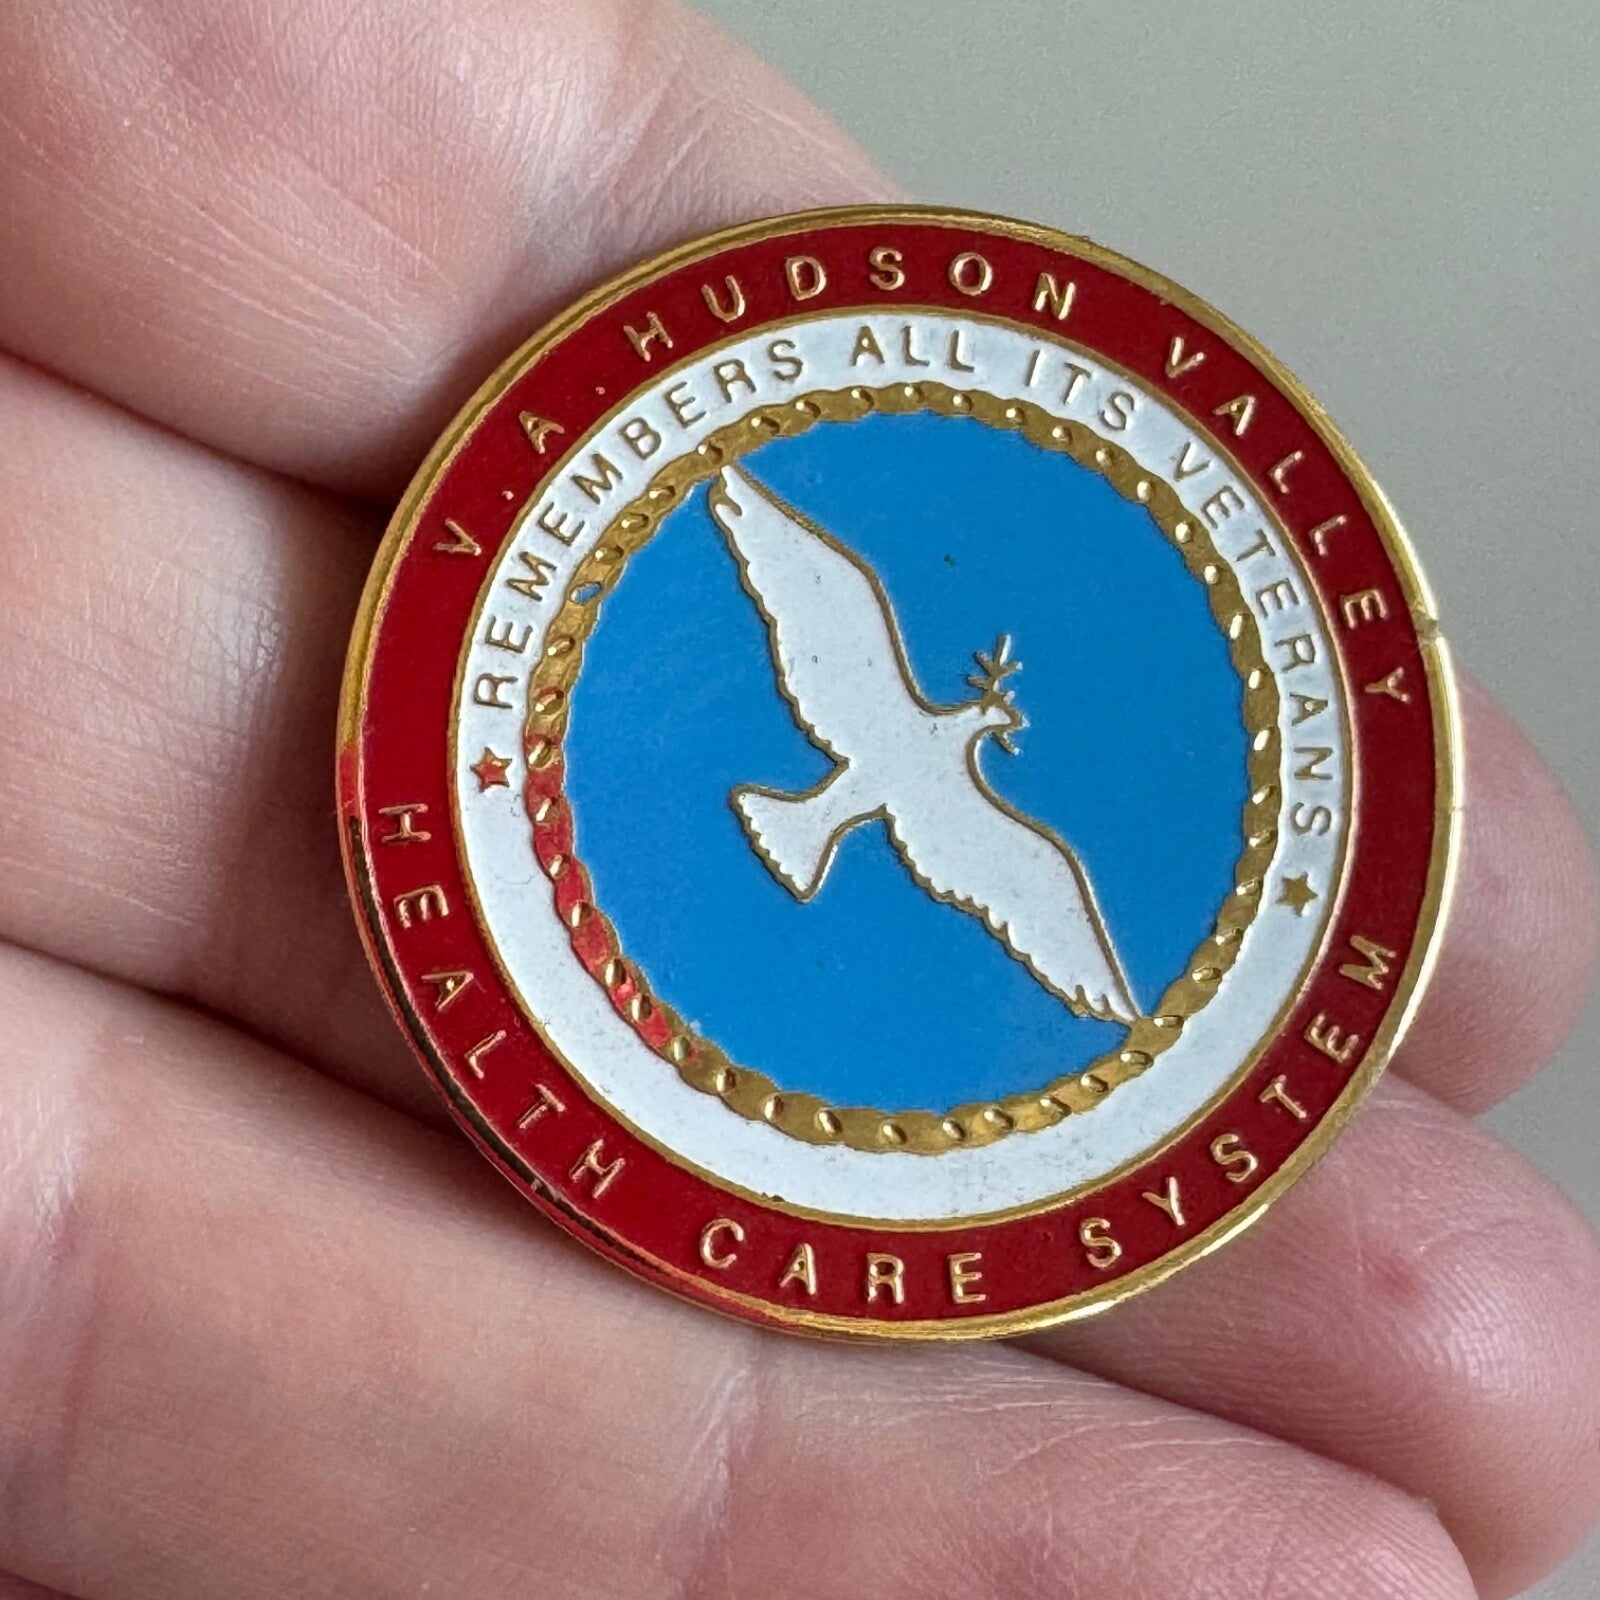 V.A. HUDSON VALLEY
REMEMBERS ALL ITS VETERANS
HEALTH CARE SYSTEM